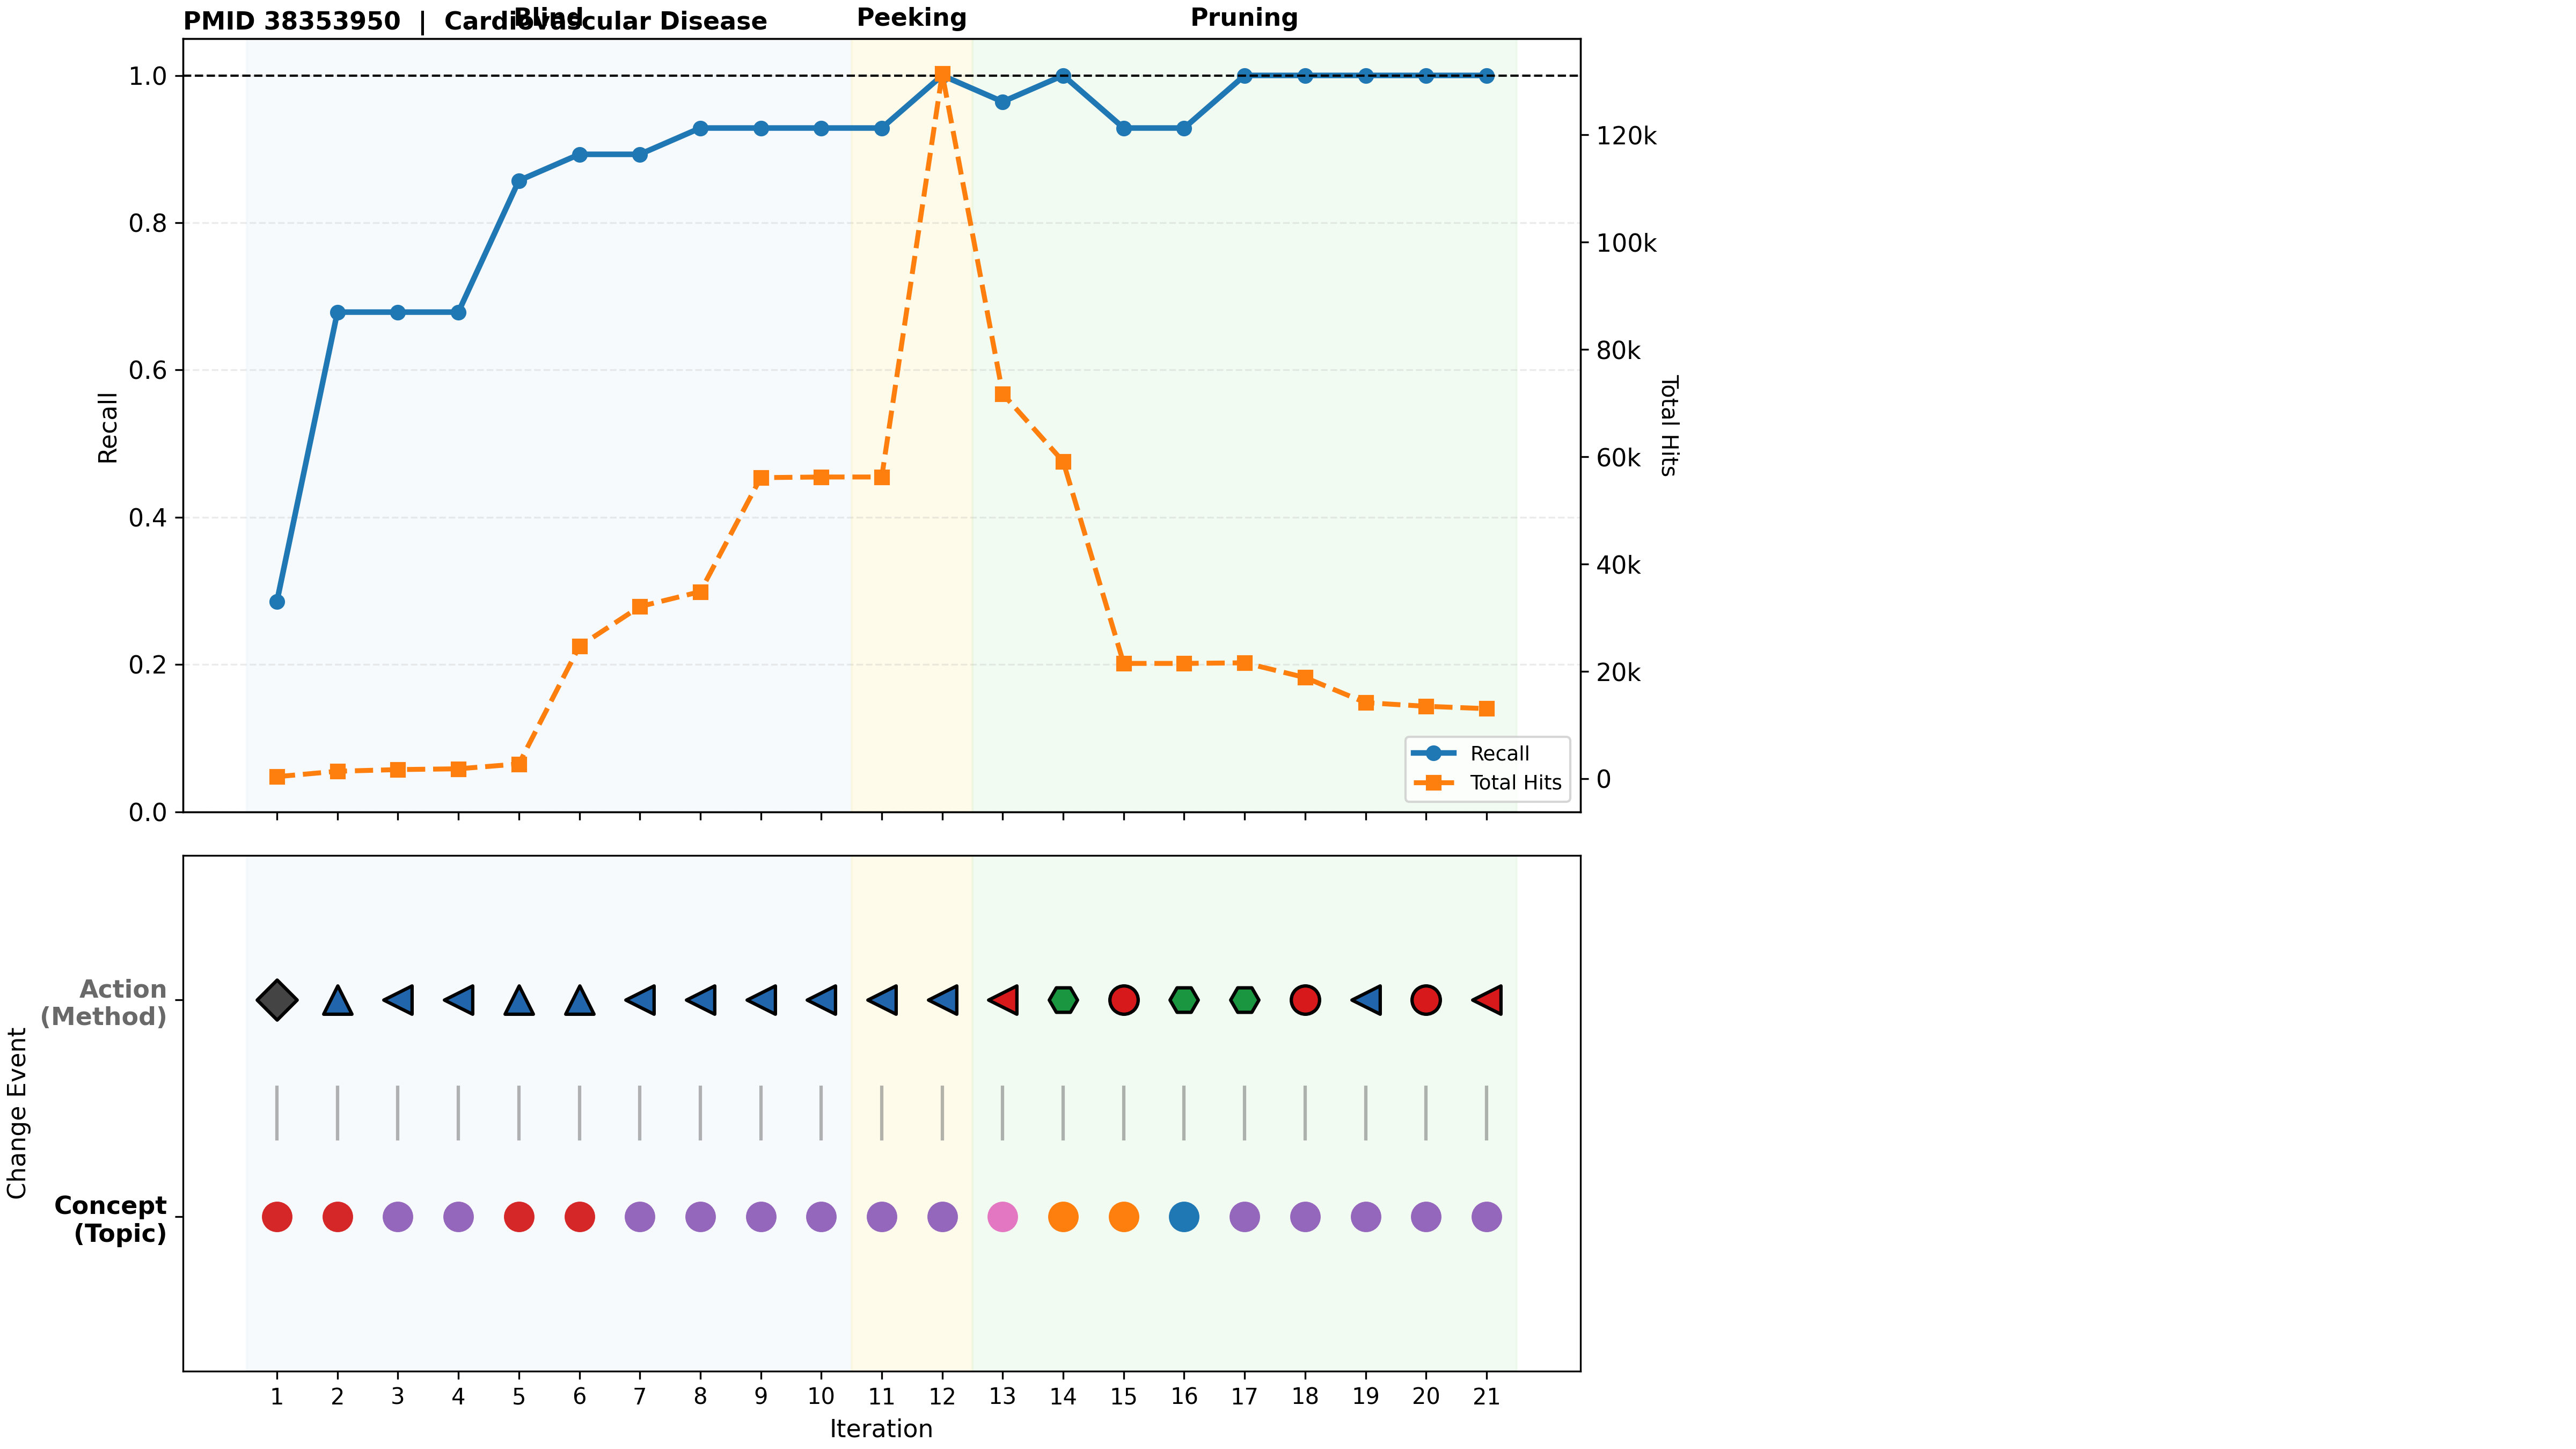 PMID 38353950 | Cardiovascular Disease
Blind
Peeking
Pruning
1.0
0.8
0.6
0.4
0.2
0.0
Recall
120k
100k
80k
60k
40k
20k
0
Total Hits
Recall
Total Hits
Change Event
Action
(Method)
Concept
(Topic)
1 2 3 4 5 6 7 8 9 10 11 12 13 14 15 16 17 18 19 20 21
Iteration